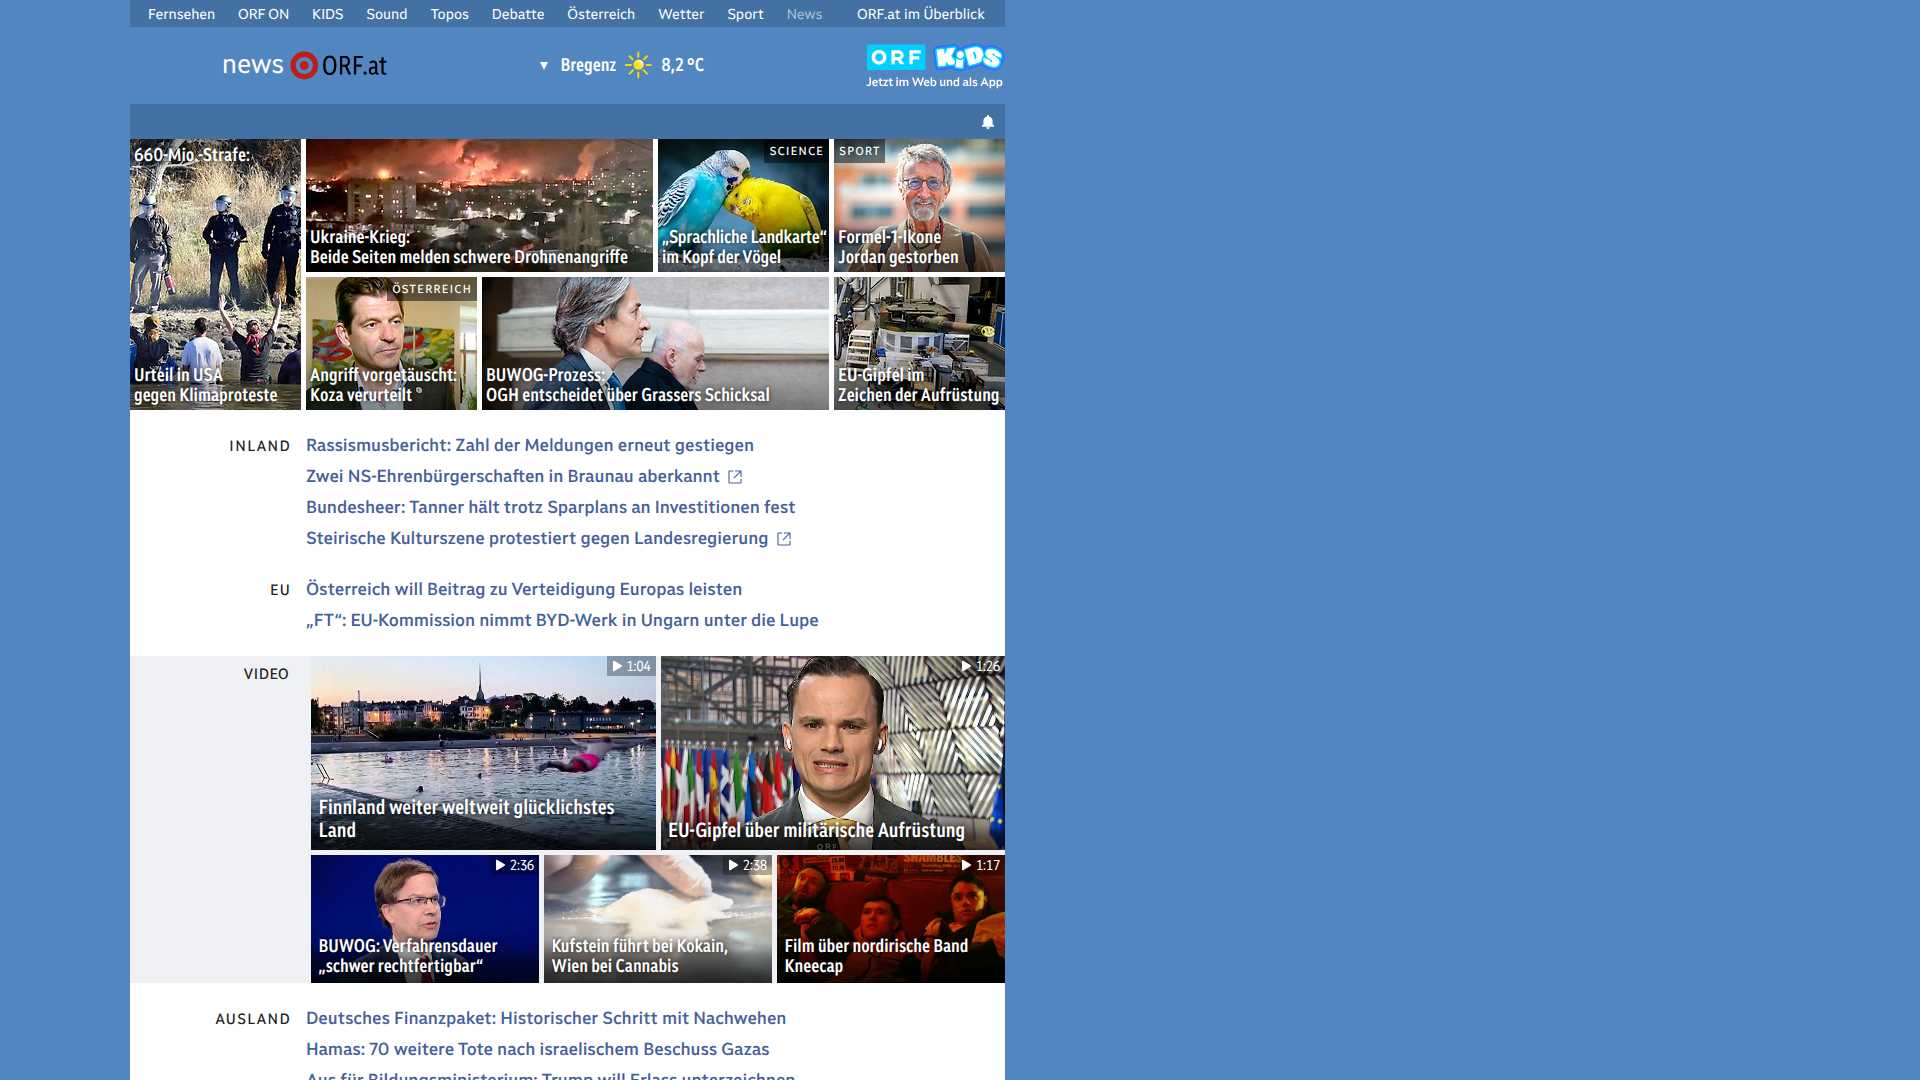 Fernsehen ORF ON KIDS Sound Topos Debatte Österreich Wetter Sport News ORF.at im Überblick
news ORF.at
▼ Bregenz 8,2 °C
ORF KiDS
Jetzt im Web und als App
660-Mio.-Strafe:
Urteil in USA
gegen Klimaproteste
Ukraine-Krieg:
Beide Seiten melden schwere Drohnenangriffe
SCIENCE
„Sprachliche Landkarte“
im Kopf der Vögel
SPORT
Formel-1-Ikone
Jordan gestorben
ÖSTERREICH
Angriff vorgetäuscht:
Koza verurteilt
BUWOG-Prozess:
OGH entscheidet über Grassers Schicksal
EU-Gipfel im
Zeichen der Aufrüstung
INLAND
Rassismusbericht: Zahl der Meldungen erneut gestiegen
Zwei NS-Ehrenbürgerschaften in Braunau aberkannt
Bundesheer: Tanner hält trotz Sparplans an Investitionen fest
Steirische Kulturszene protestiert gegen Landesregierung
EU
Österreich will Beitrag zu Verteidigung Europas leisten
„FT“: EU-Kommission nimmt BYD-Werk in Ungarn unter die Lupe
VIDEO
1:04
Finnland weiter weltweit glücklichstes
Land
1:26
EU-Gipfel über militärische Aufrüstung
ORF
2:36
BUWOG: Verfahrensdauer
„schwer rechtfertigbar“
2:38
Kufstein führt bei Kokain,
Wien bei Cannabis
SHAMBLES
1:17
Film über nordirische Band
Kneecap
AUSLAND
Deutsches Finanzpaket: Historischer Schritt mit Nachwehen
Hamas: 70 weitere Tote nach israelischem Beschuss Gazas
Aus für Bildungsministerium: Trump will Erlass unterzeichnen